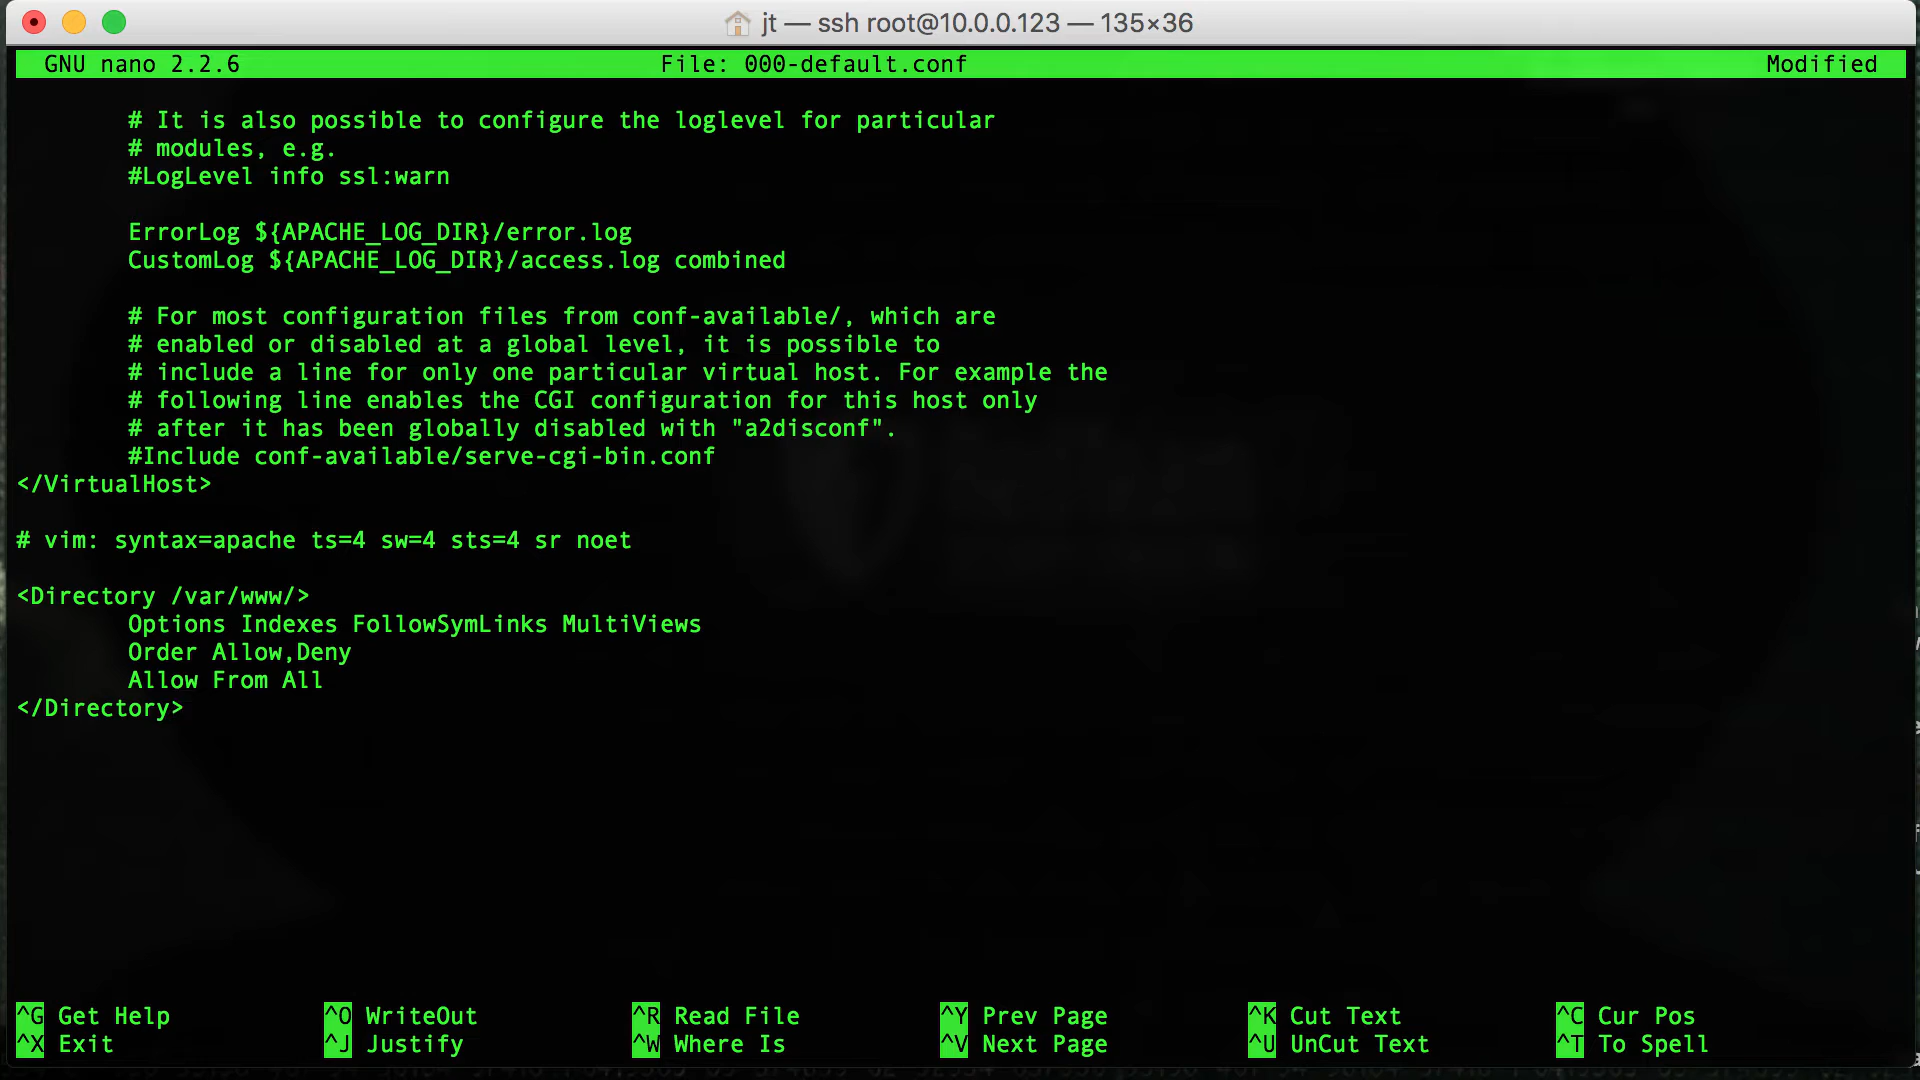 jt — ssh root@10.0.0.123 — 135×36
GNU nano 2.2.6 File: 000-default.conf Modified
# It is also possible to configure the loglevel for particular
# modules, e.g.
#LogLevel info ssl:warn
ErrorLog ${APACHE_LOG_DIR}/error.log
CustomLog ${APACHE_LOG_DIR}/access.log combined
# For most configuration files from conf-available/, which are
# enabled or disabled at a global level, it is possible to
# include a line for only one particular virtual host. For example the
# following line enables the CGI configuration for this host only
# after it has been globally disabled with "a2disconf".
#Include conf-available/serve-cgi-bin.conf
</VirtualHost>
# vim: syntax=apache ts=4 sw=4 sts=4 sr noet
<Directory /var/www/>
Options Indexes FollowSymLinks MultiViews
Order Allow,Deny
Allow From All
</Directory>
^G Get Help ^O WriteOut ^R Read File ^Y Prev Page ^K Cut Text ^C Cur Pos
^X Exit ^J Justify ^W Where Is ^V Next Page ^U UnCut Text ^T To Spell